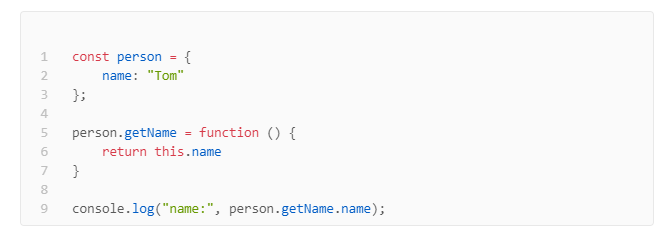 1 const person = {
2     name: "Tom"
3 };
4
5 person.getName = function () {
6     return this.name
7 }
8
9 console.log("name:", person.getName.name);